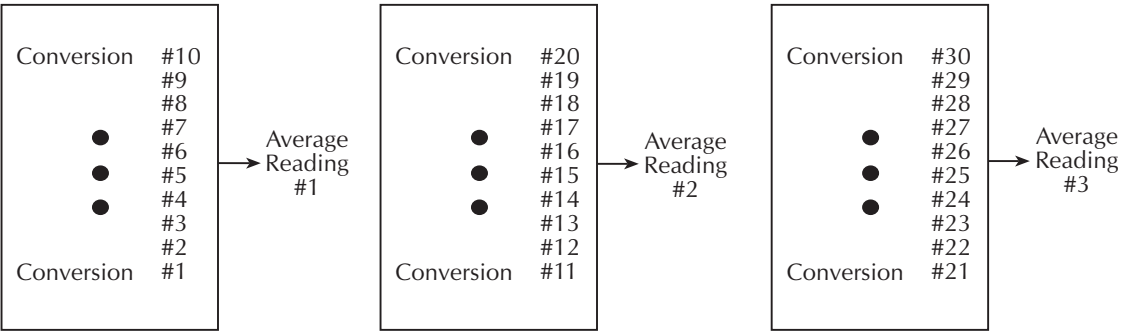 Conversion #10
#9
#8
#7
#6
#5
#4
#3
#2
Conversion #1
Average
Reading
#1
Conversion #20
#19
#18
#17
#16
#15
#14
#13
#12
Conversion #11
Average
Reading
#2
Conversion #30
#29
#28
#27
#26
#25
#24
#23
#22
Conversion #21
Average
Reading
#3